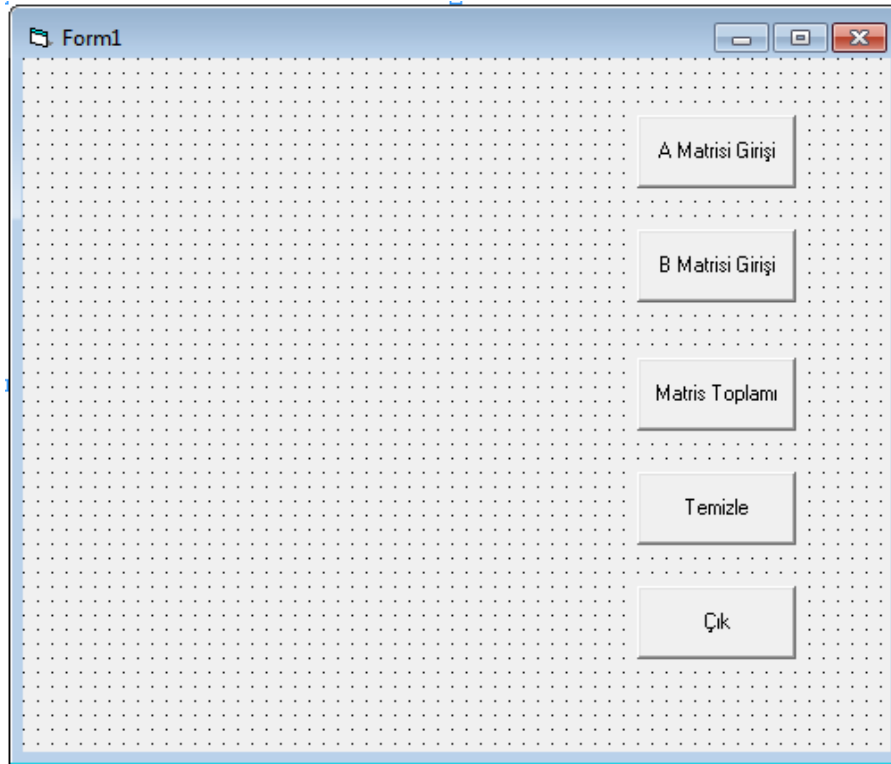 Form1
A Matrisi Girişi
B Matrisi Girişi
Matris Toplamı
Temizle
Çık